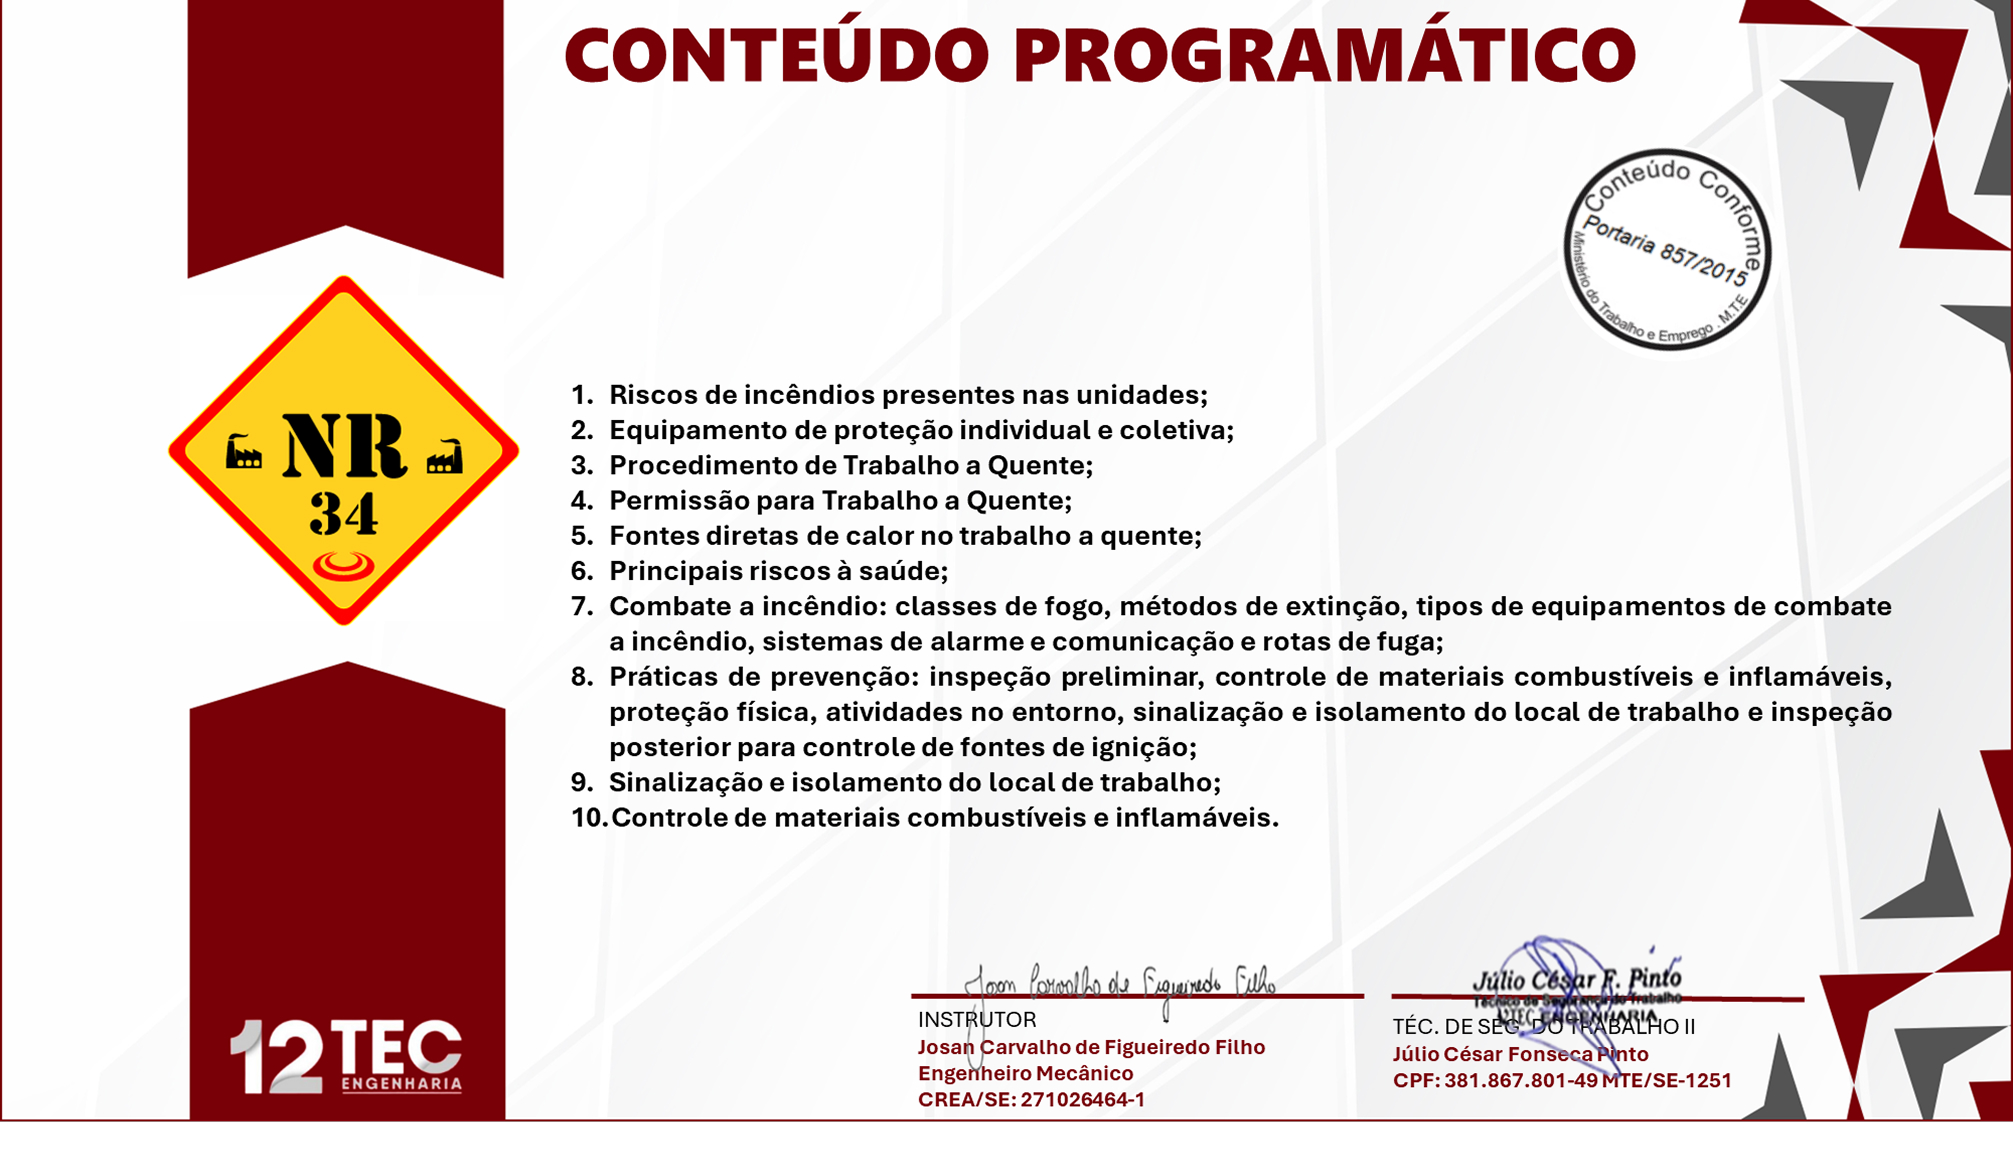 CONTEÚDO PROGRAMÁTICO
Conteúdo Conforme
Portaria 857/2015
Ministério do Trabalho e Emprego . M.T.E
NR
34
1. Riscos de incêndios presentes nas unidades;
2. Equipamento de proteção individual e coletiva;
3. Procedimento de Trabalho a Quente;
4. Permissão para Trabalho a Quente;
5. Fontes diretas de calor no trabalho a quente;
6. Principais riscos à saúde;
7. Combate a incêndio: classes de fogo, métodos de extinção, tipos de equipamentos de combate
a incêndio, sistemas de alarme e comunicação e rotas de fuga;
8. Práticas de prevenção: inspeção preliminar, controle de materiais combustíveis e inflamáveis,
proteção física, atividades no entorno, sinalização e isolamento do local de trabalho e inspeção
posterior para controle de fontes de ignição;
9. Sinalização e isolamento do local de trabalho;
10. Controle de materiais combustíveis e inflamáveis.
12 TEC
ENGENHARIA
Josan Carvalho de Figueiredo Filho
INSTRUTOR
Josan Carvalho de Figueiredo Filho
Engenheiro Mecânico
CREA/SE: 271026464-1
Júlio César F. Pinto
Técnico de Segurança do Trabalho
12TEC ENGENHARIA
TÉC. DE SEG. DO TRABALHO II
Júlio César Fonseca Pinto
CPF: 381.867.801-49 MTE/SE-1251